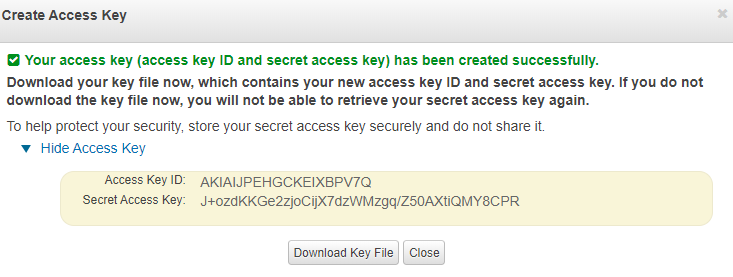 Create Access Key
Your access key (access key ID and secret access key) has been created successfully.
Download your key file now, which contains your new access key ID and secret access key. If you do not
download the key file now, you will not be able to retrieve your secret access key again.
To help protect your security, store your secret access key securely and do not share it.
Hide Access Key
Access Key ID: AKIAIJPEHGCKEIXBPV7Q
Secret Access Key: J+ozdKKGe2zjoCijX7dzWMzgq/Z50AXtiQMY8CPR
Download Key File Close